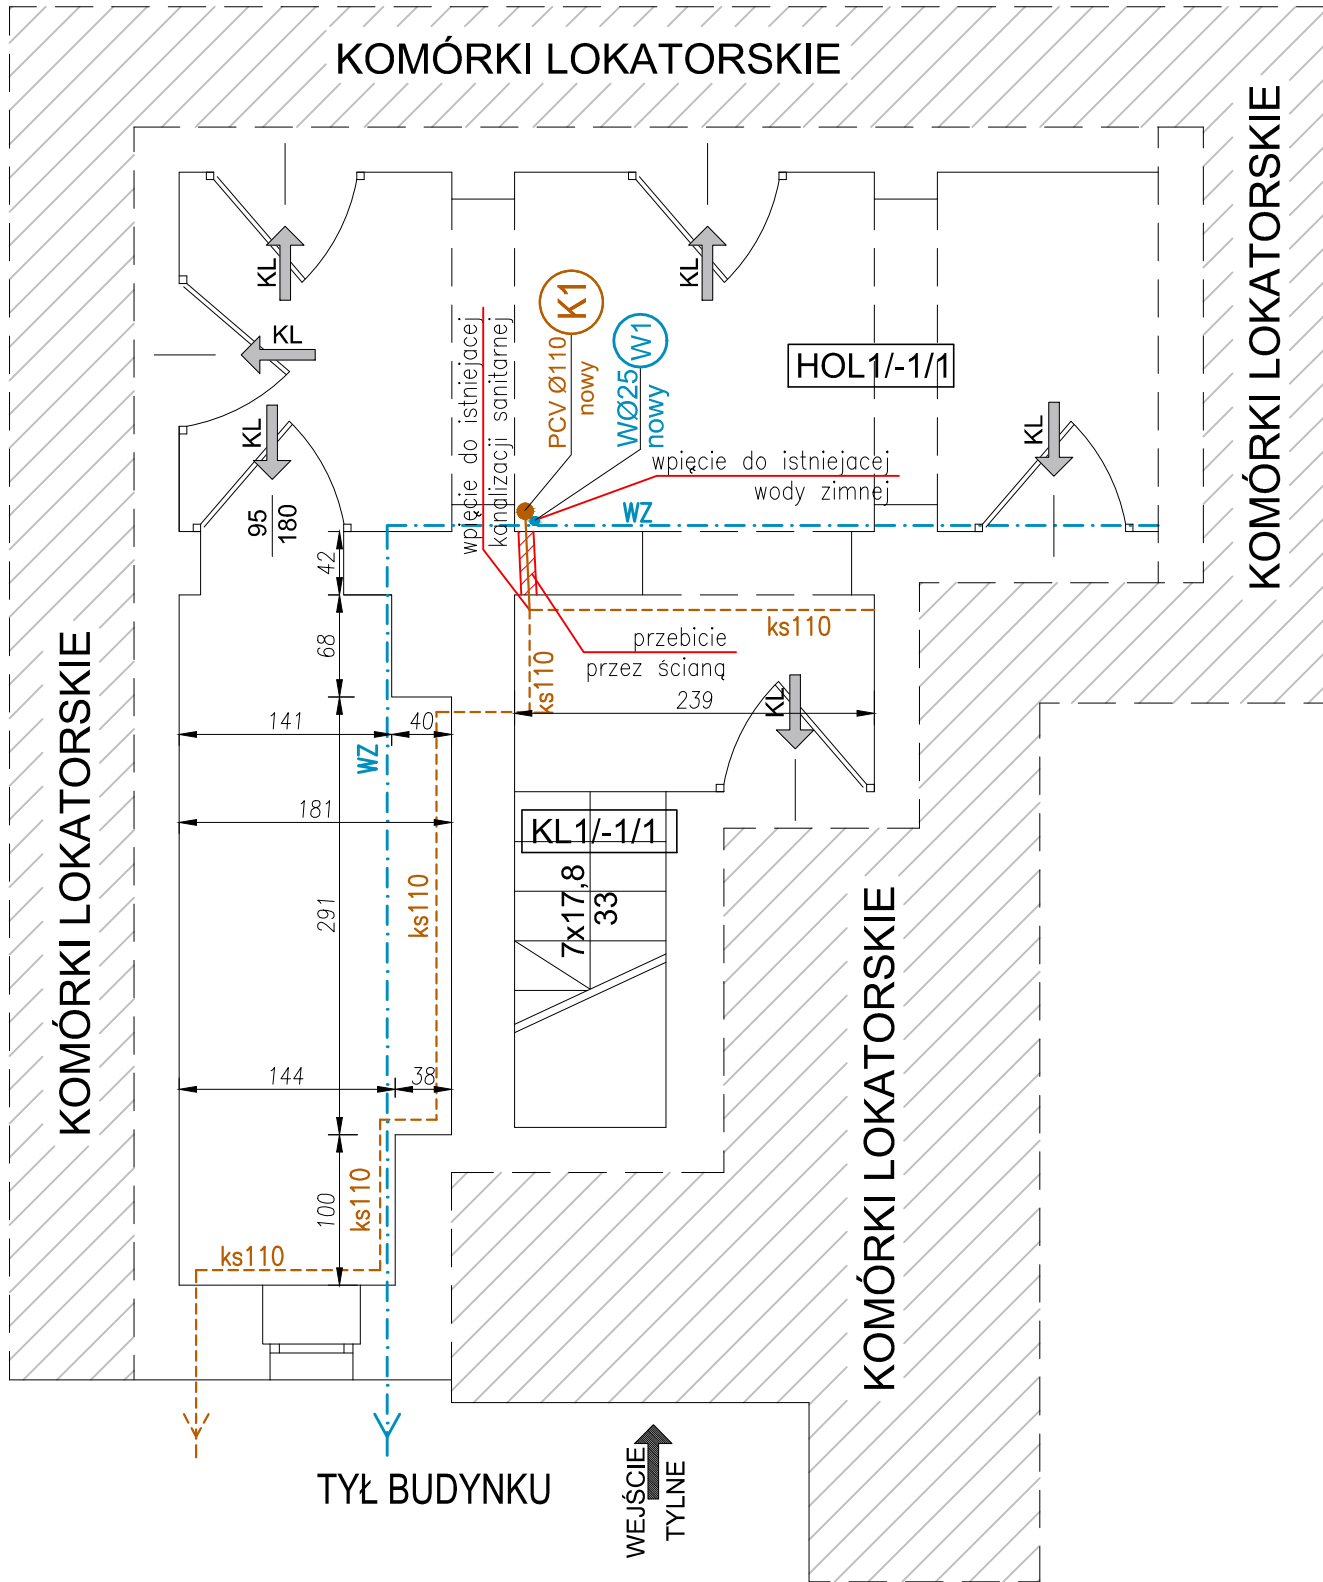 KOMÓRKI LOKATORSKIE
KOMÓRKI LOKATORSKIE
KL
KL
KL
KL
KL
K1
PCV Ø110
nowy
W1
WØ25
nowy
HOL1/-1/1
wpięcie do istniejacej
kanalizacji sanitarnej
wpięcie do istniejacej
wody zimnej
WZ
95
180
42
68
ks110
ks110
przebicie
przez ścianą
239
KL
141
40
WZ
181
KL1/-1/1
7x17,8
33
291
ks110
KOMÓRKI LOKATORSKIE
KOMÓRKI LOKATORSKIE
144
38
100
ks110
ks110
TYŁ BUDYNKU
WEJŚCIE
TYLNE